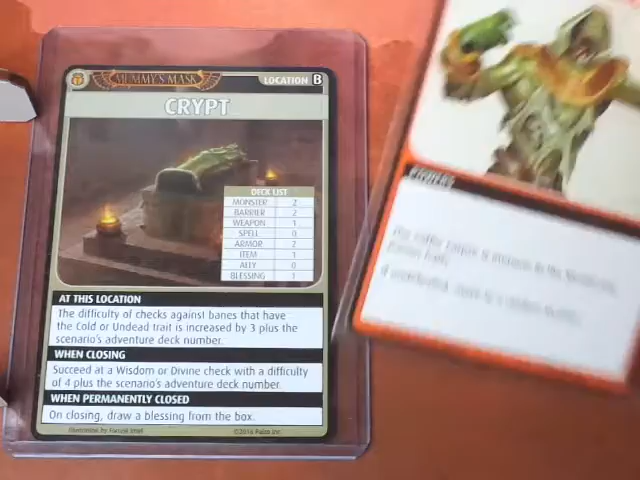 MUMMY'S MASK
LOCATION B
CRYPT
DECK LIST
MONSTER 2
BARRIER 2
WEAPON 1
SPELL 0
ARMOR 2
ITEM 1
ALLY 0
BLESSING 1
AT THIS LOCATION
The difficulty of checks against banes that have
the Cold or Undead trait is increased by 3 plus the
scenario's adventure deck number.
WHEN CLOSING
Succeed at a Wisdom or Divine check with a difficulty
of 4 plus the scenario's adventure deck number.
WHEN PERMANENTLY CLOSED
On closing, draw a blessing from the box.
Illustration by
©2014 Paizo Inc.
POWERS